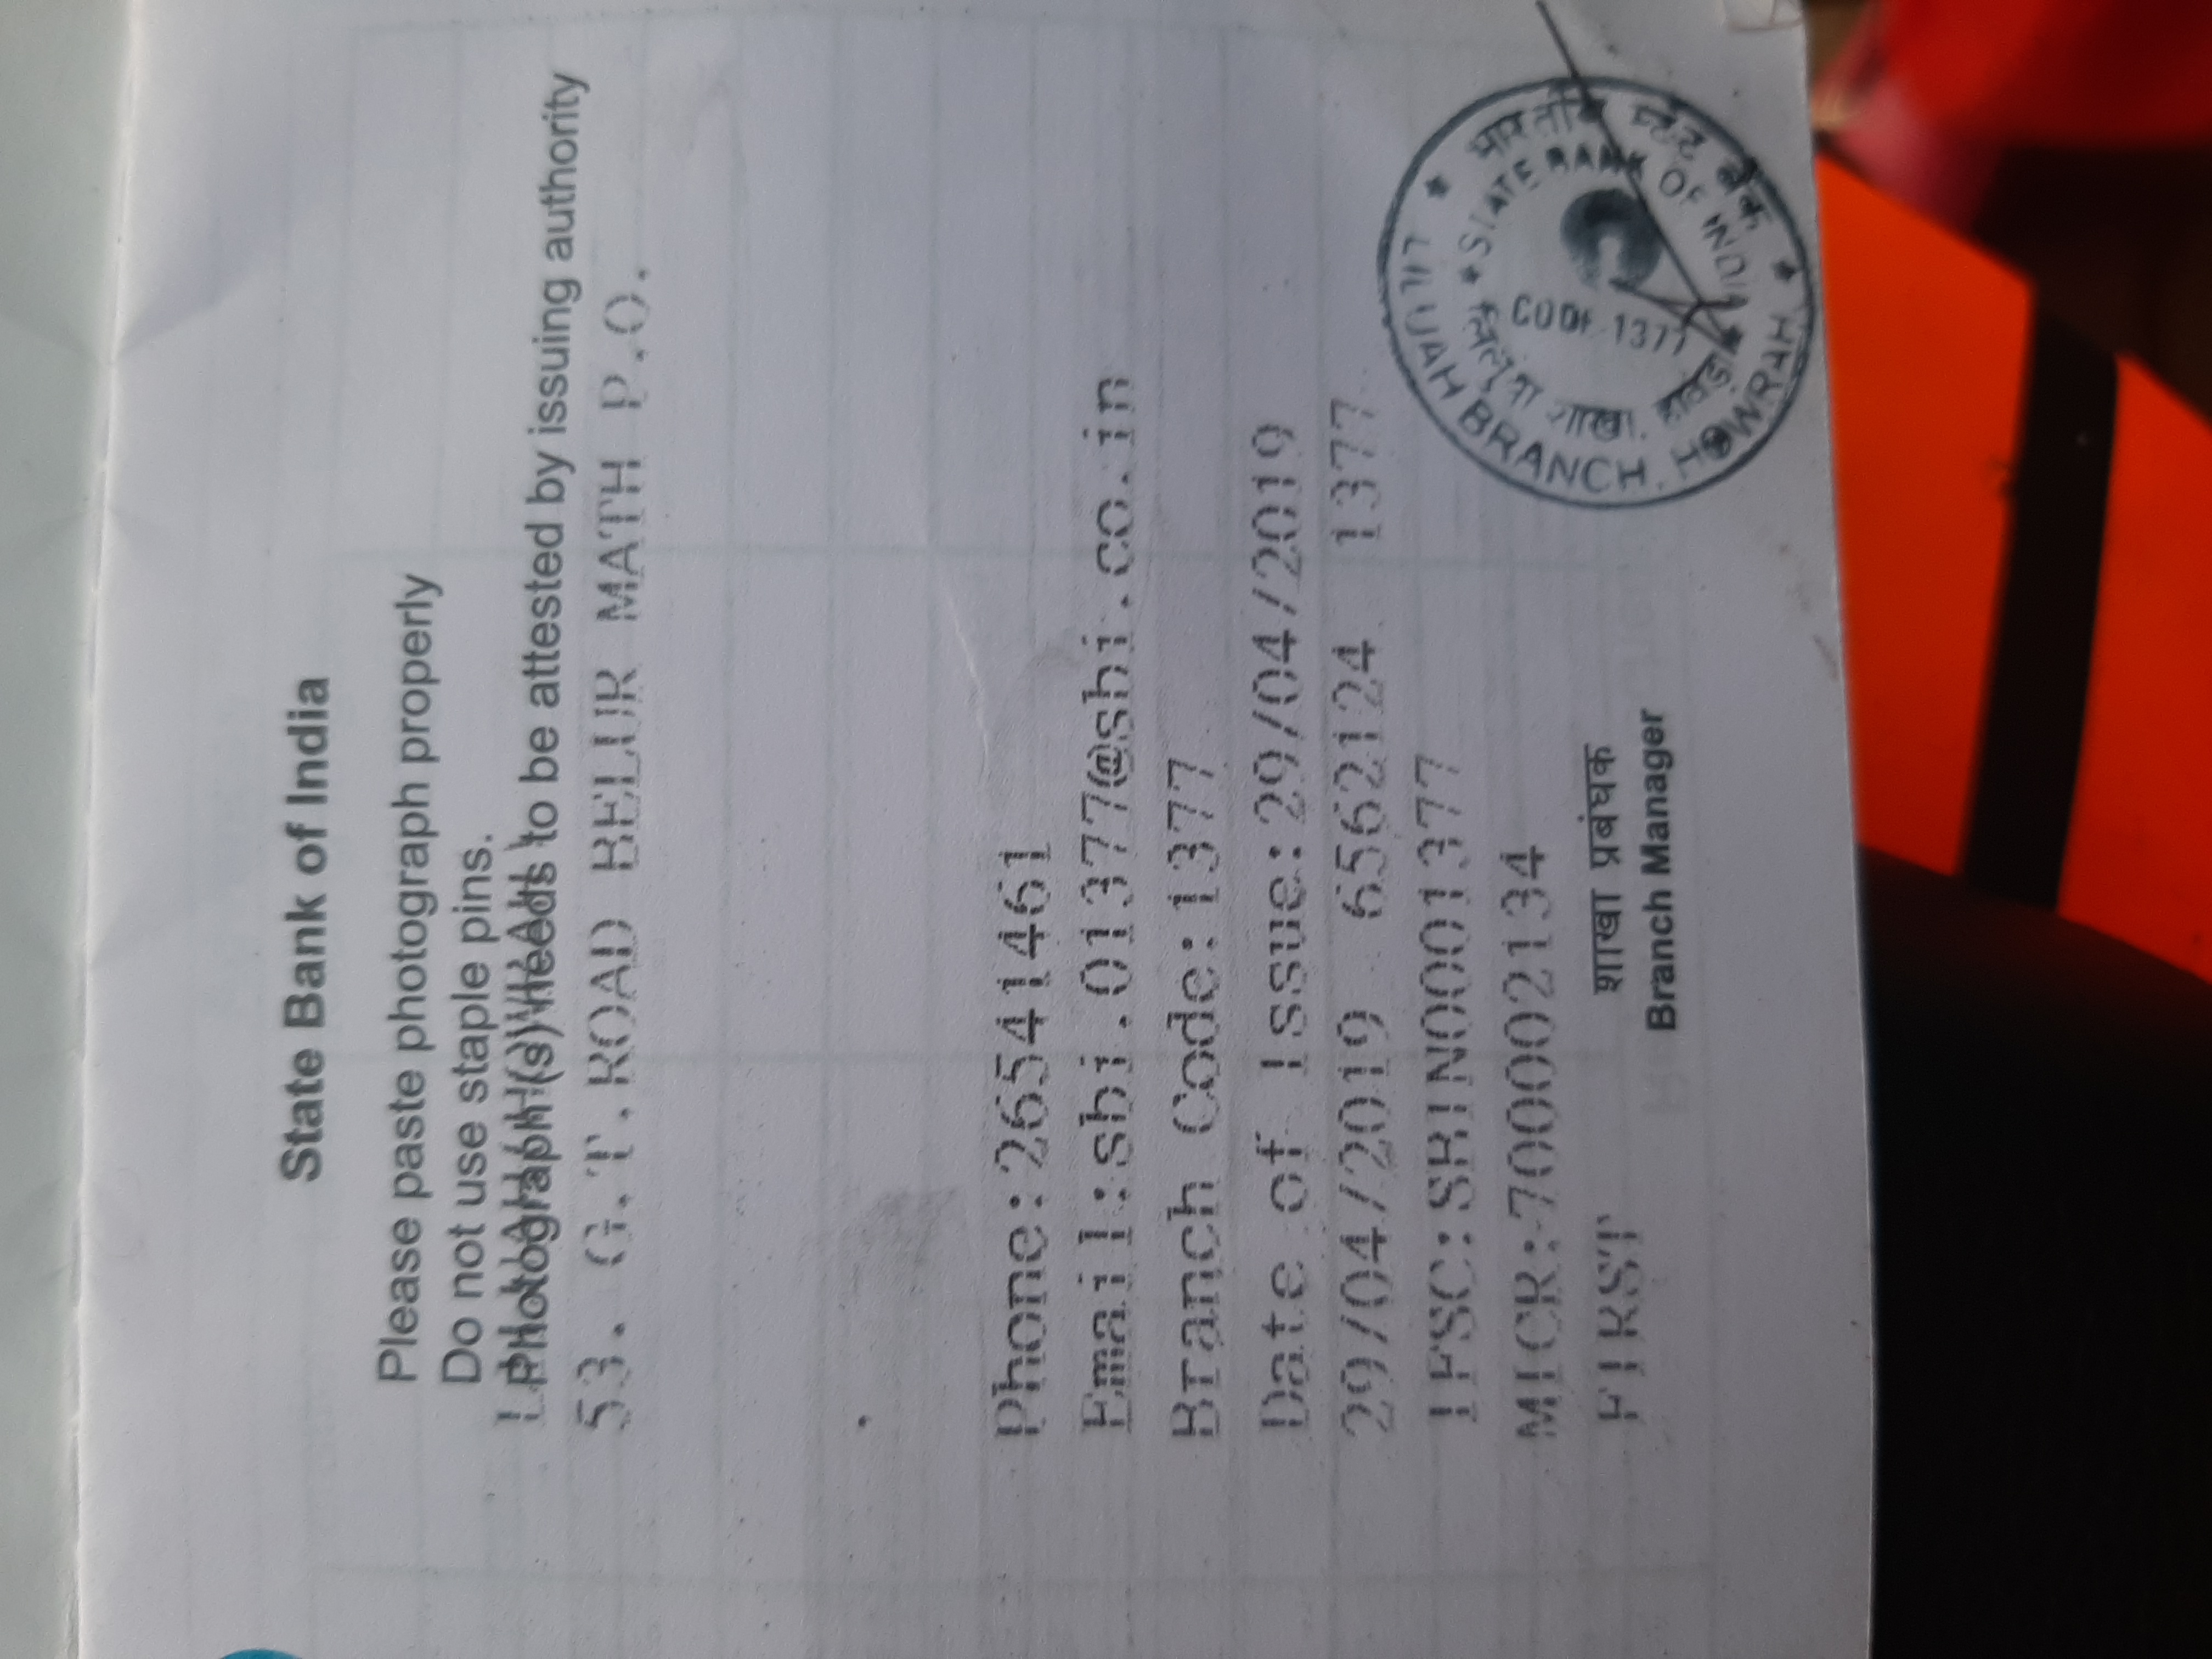 State Bank of India
Please paste photograph properly
Do not use staple pins.
Photograph(s) needs to be attested by issuing authority
53, G.T.ROAD BELUR MATH P.O.
Phone:26541461
Email:sbi.01377@sbi.co.in
Branch Code:1377
Date of Issue:29/04/2019
29/04/2019 6562124 1377
IFSC:SBIN0001377
MICR:700002134
FIRST
शाखा प्रबंधक
Branch Manager
भारतीय स्टेट बैंक
STATE BANK OF INDIA
CODE 1377
लिलुआ शाखा, हावड़ा
BRANCH, HOWRAH